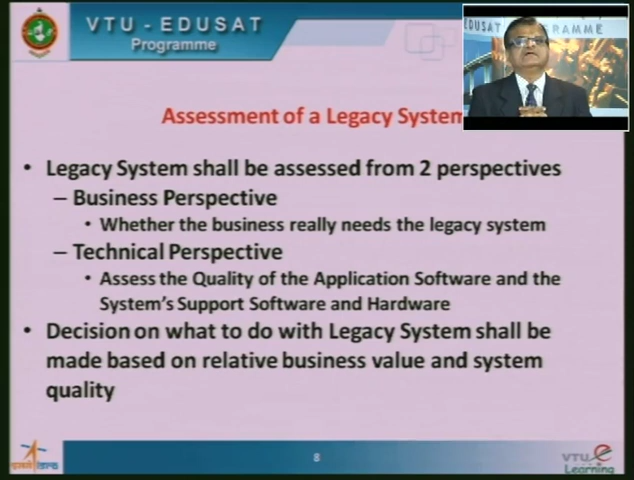 VTU - EDUSAT
Programme
EDUSAT PROGRAMME
Assessment of a Legacy System
• Legacy System shall be assessed from 2 perspectives
– Business Perspective
• Whether the business really needs the legacy system
– Technical Perspective
• Assess the Quality of the Application Software and the
System's Support Software and Hardware
• Decision on what to do with Legacy System shall be
made based on relative business value and system
quality
8
VTU e
Learning